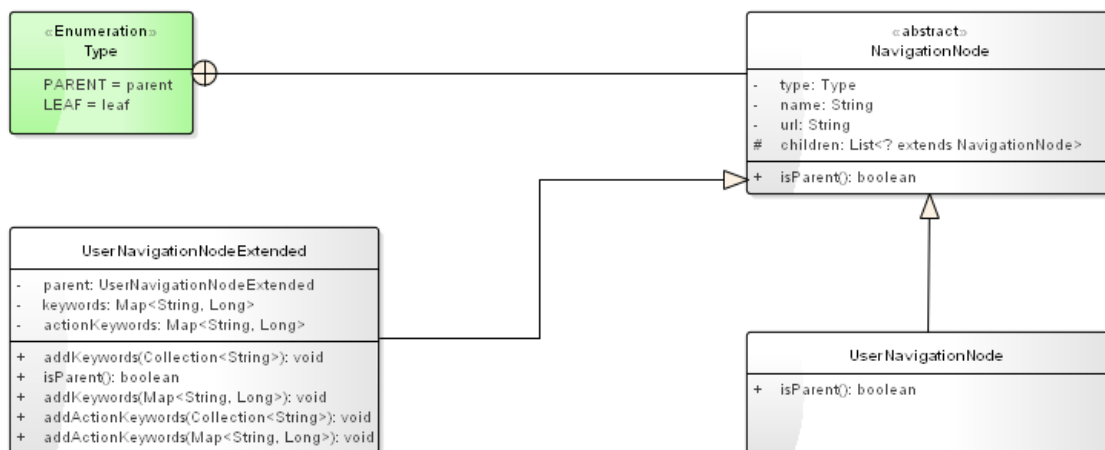 «Enumeration»
Type
PARENT = parent
LEAF = leaf
«abstract»
NavigationNode
- type: Type
- name: String
- url: String
# children: List<? extends NavigationNode>
+ isParent(): boolean
UserNavigationNodeExtended
- parent: UserNavigationNodeExtended
- keywords: Map<String, Long>
- actionKeywords: Map<String, Long>
+ addKeywords(Collection<String>): void
+ isParent(): boolean
+ addKeywords(Map<String, Long>): void
+ addActionKeywords(Collection<String>): void
+ addActionKeywords(Map<String, Long>): void
UserNavigationNode
+ isParent(): boolean